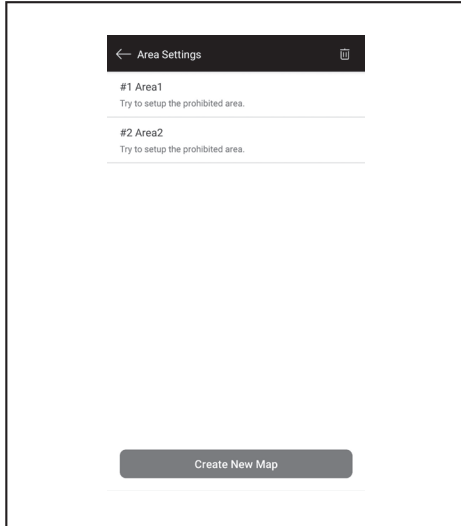 Area Settings
#1 Area1
Try to setup the prohibited area.
#2 Area2
Try to setup the prohibited area.
Create New Map